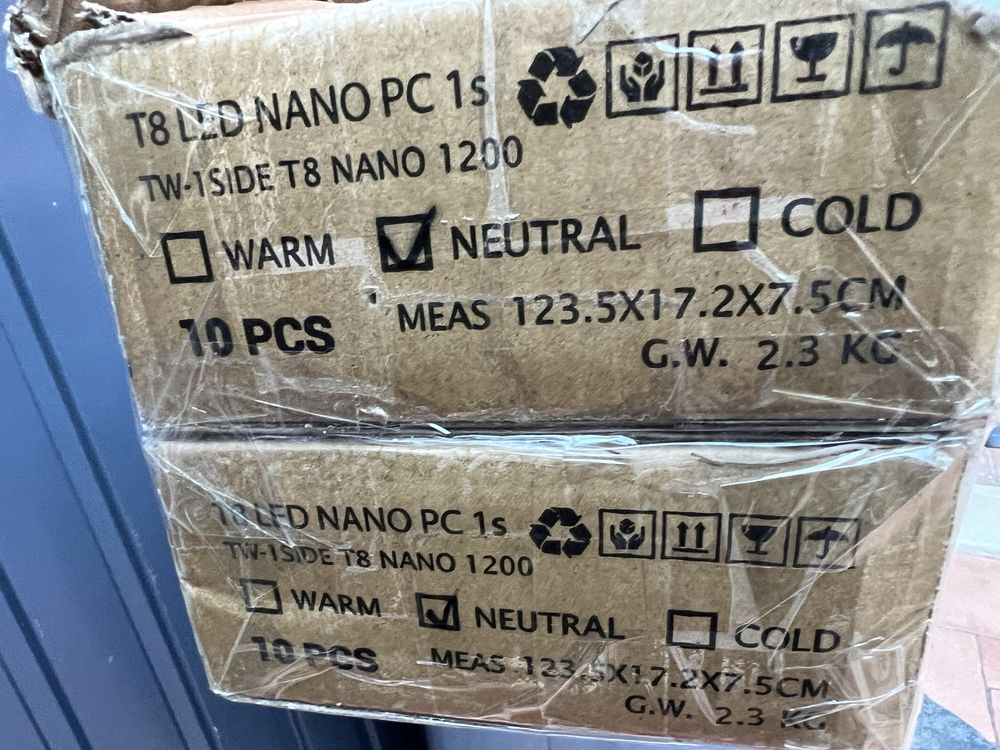 T8 LED NANO PC 1s
TW-1SIDE T8 NANO 1200
WARM NEUTRAL COLD
10 PCS MEAS 123.5X17.2X7.5CM
G.W. 2.3 KG
T8 LED NANO PC 1s
TW-1SIDE T8 NANO 1200
WARM NEUTRAL COLD
10 PCS MEAS 123.5X17.2X7.5CM
G.W. 2.3 KG